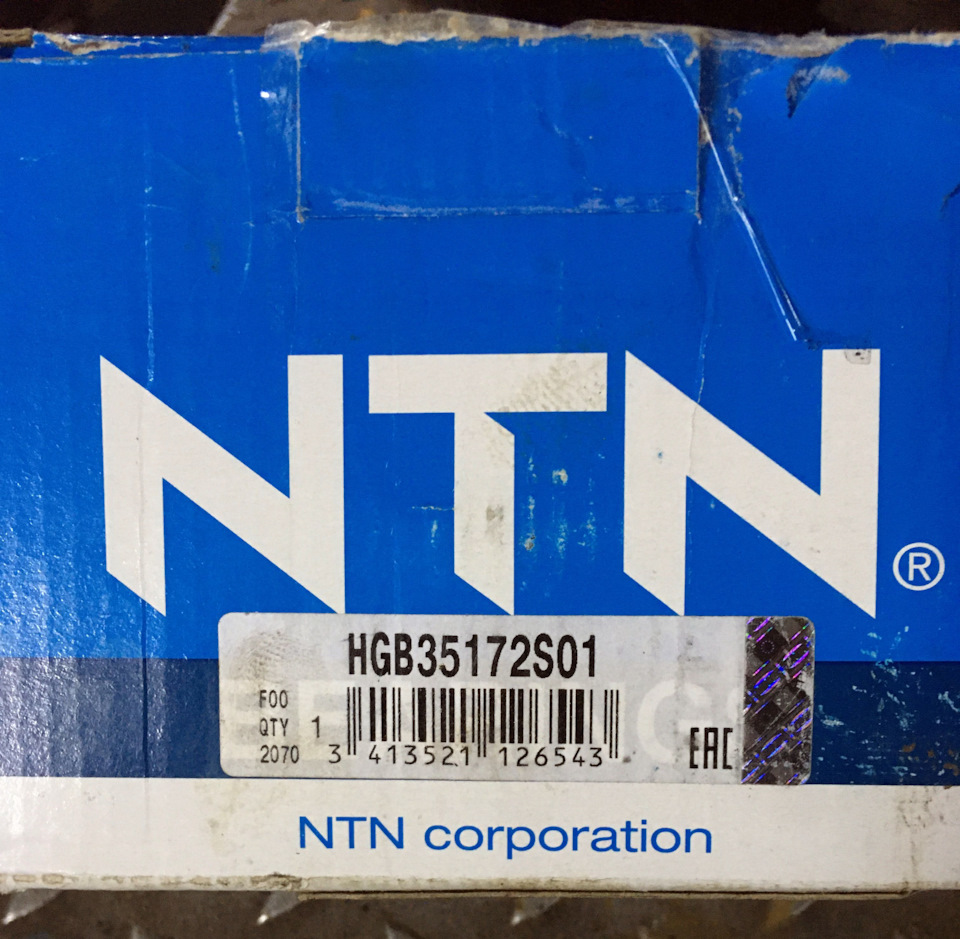 NTN®
HGB35172S01
F00
QTY 1
2070
3 413521 126543
EAC
NTN corporation